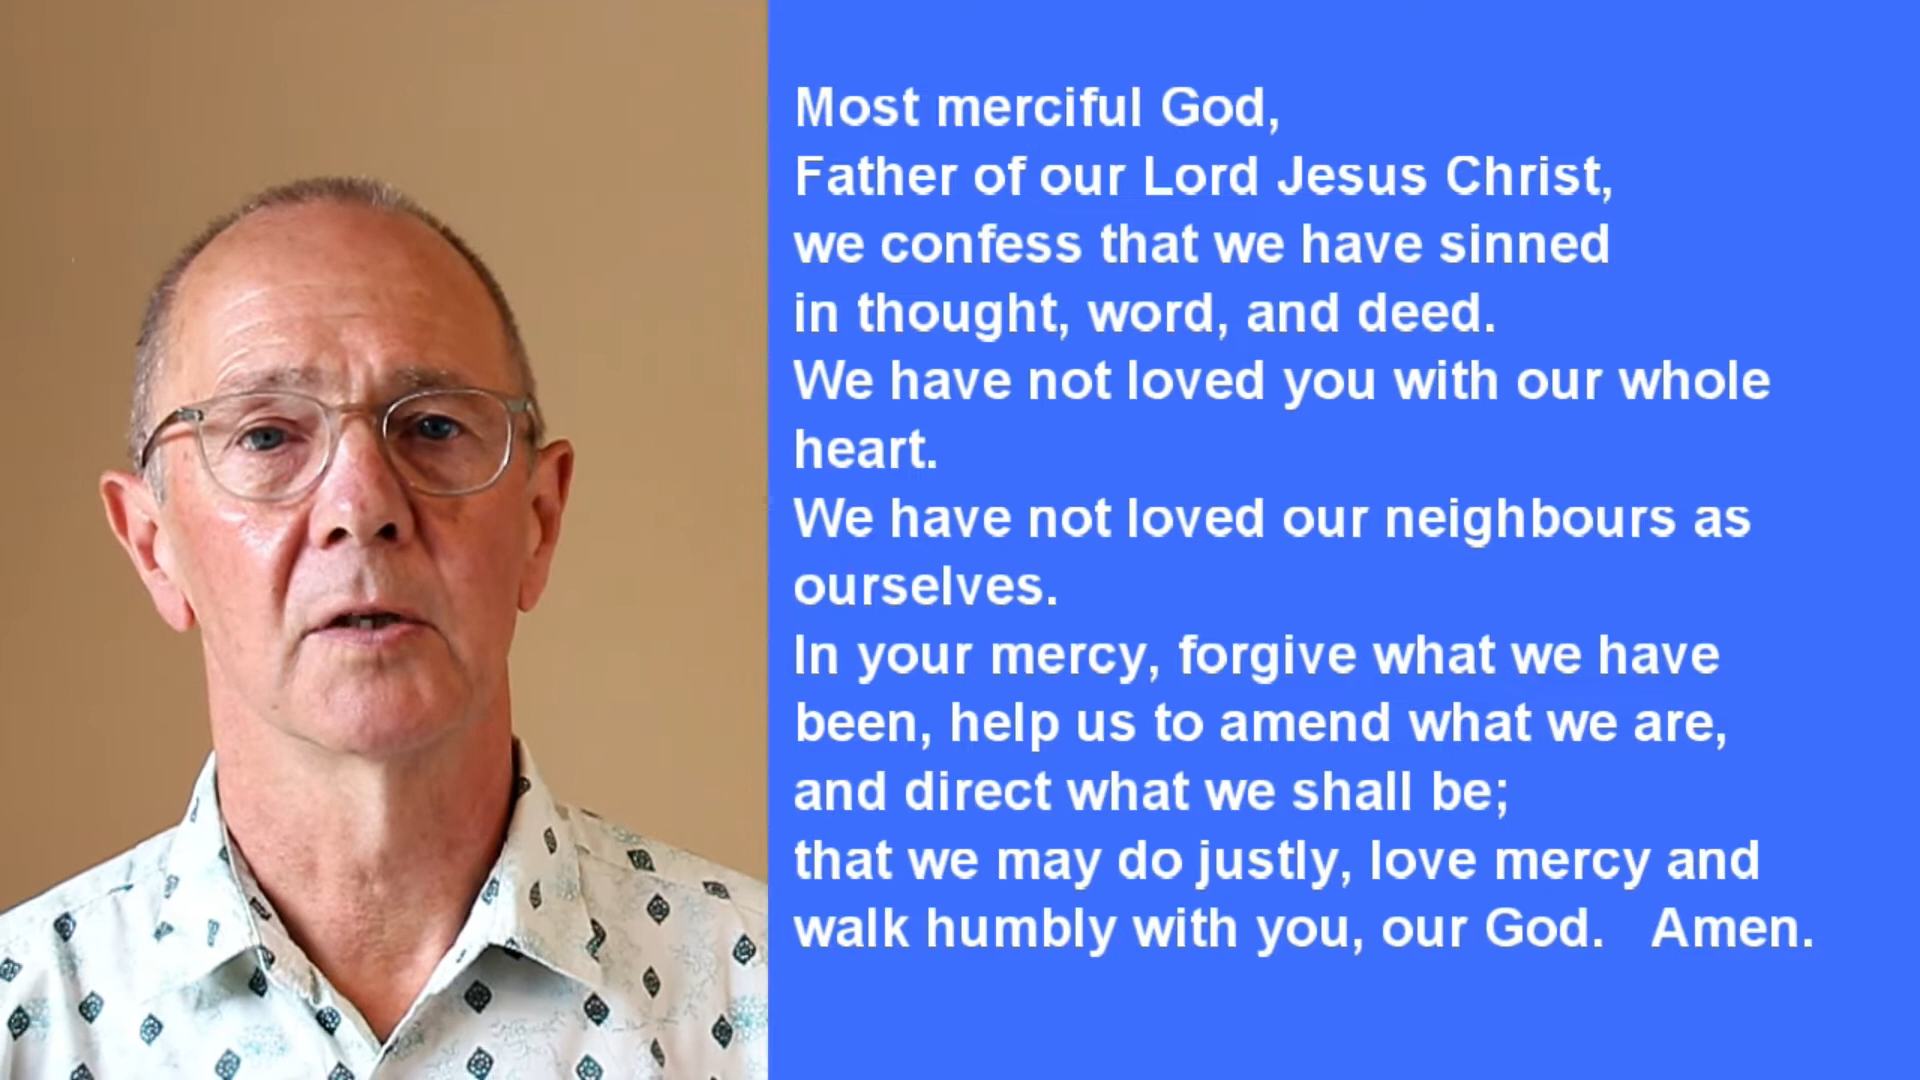 Most merciful God,
Father of our Lord Jesus Christ,
we confess that we have sinned
in thought, word, and deed.
We have not loved you with our whole
heart.
We have not loved our neighbours as
ourselves.
In your mercy, forgive what we have
been, help us to amend what we are,
and direct what we shall be;
that we may do justly, love mercy and
walk humbly with you, our God.   Amen.